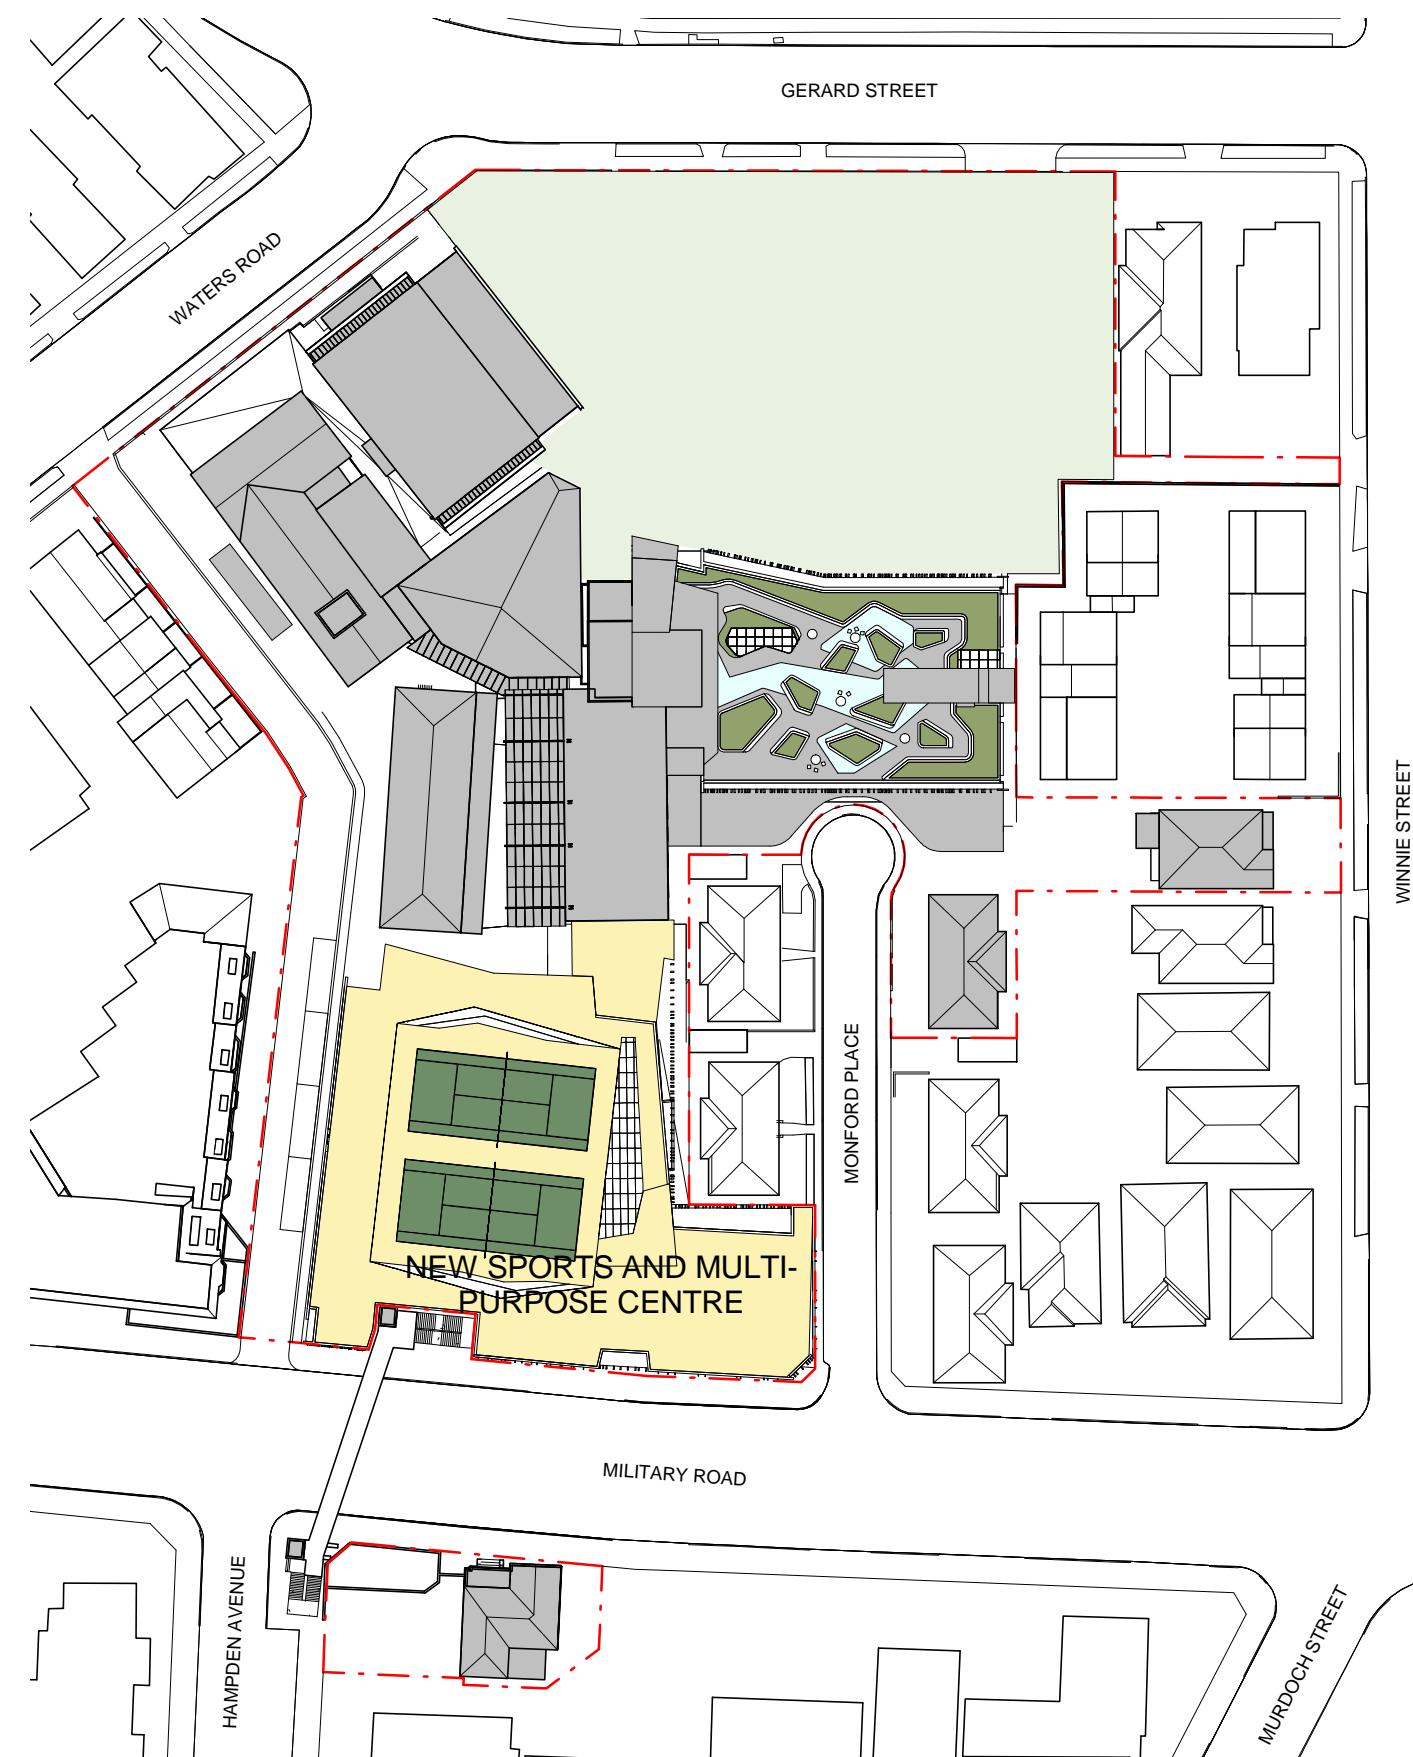 GERARD STREET
WATERS ROAD
WINNIE STREET
MONFORD PLACE
NEW SPORTS AND MULTI-
PURPOSE CENTRE
MILITARY ROAD
HAMPDEN AVENUE
MURDOCH STREET